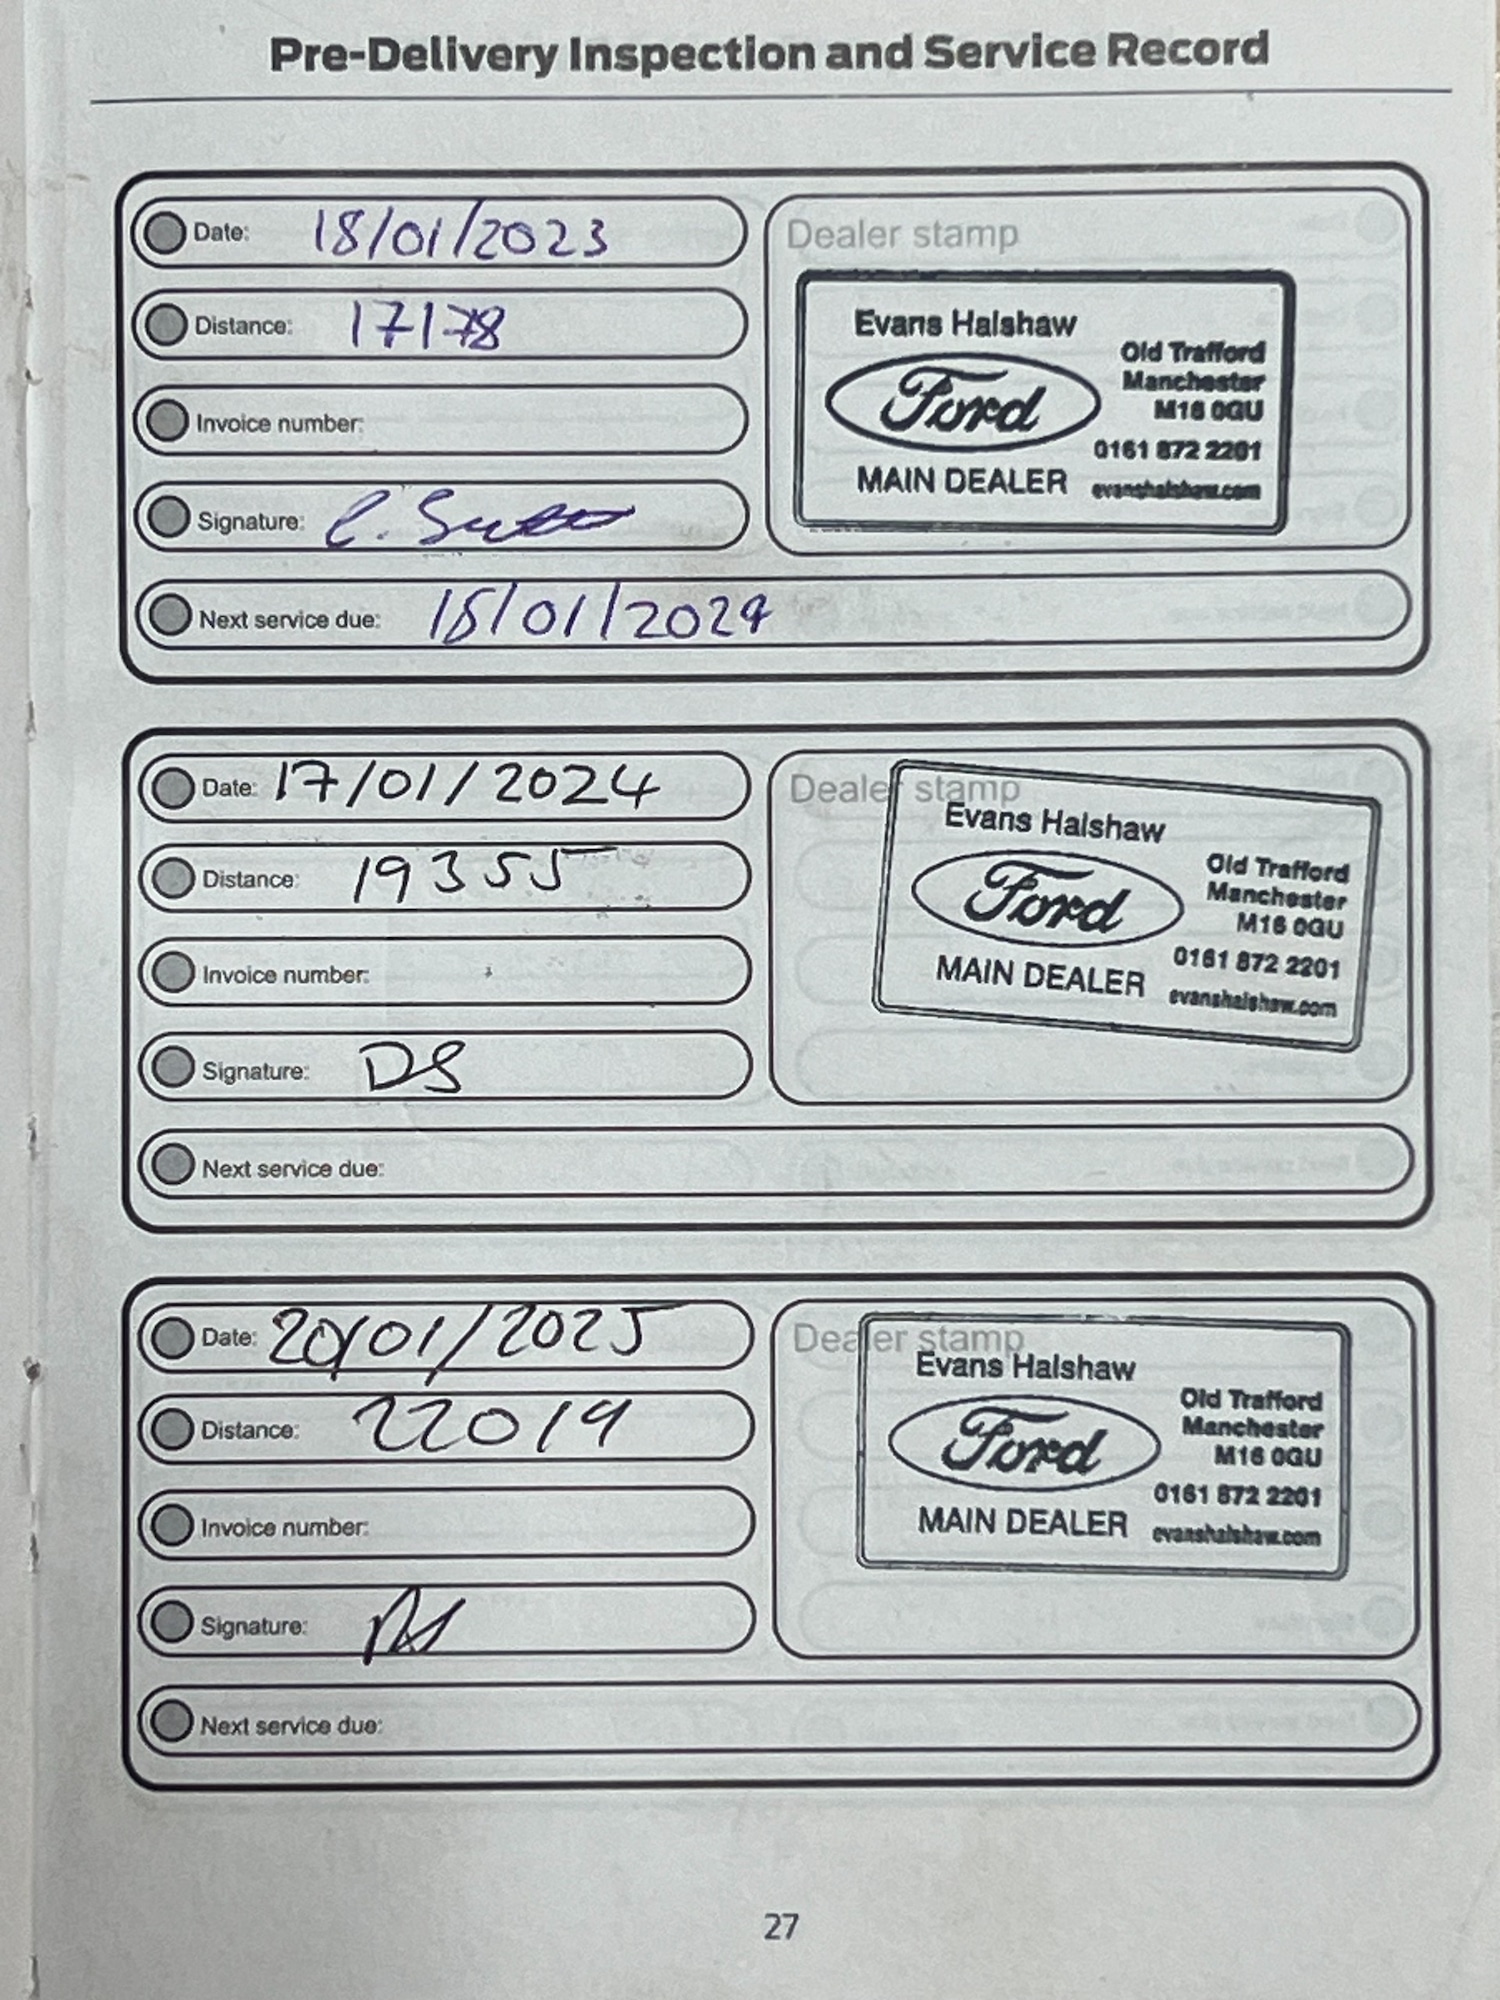 Pre-Delivery Inspection and Service Record
Date: 18/01/2023
Distance: 17178
Invoice number:
Signature: C. Sutto
Next service due: 18/01/2024
Dealer stamp
Evans Halshaw
Ford
MAIN DEALER
Old Trafford
Manchester
M16 0GU
0161 872 2201
evanshalshaw.com
Date: 17/01/2024
Distance: 19355
Invoice number:
Signature: DS
Next service due:
Dealer stamp
Evans Halshaw
Ford
MAIN DEALER
Old Trafford
Manchester
M16 0GU
0161 872 2201
evanshalshaw.com
Date: 20/01/2025
Distance: 22019
Invoice number:
Signature:
Next service due:
Dealer stamp
Evans Halshaw
Ford
MAIN DEALER
Old Trafford
Manchester
M16 0GU
0161 872 2201
evanshalshaw.com
27